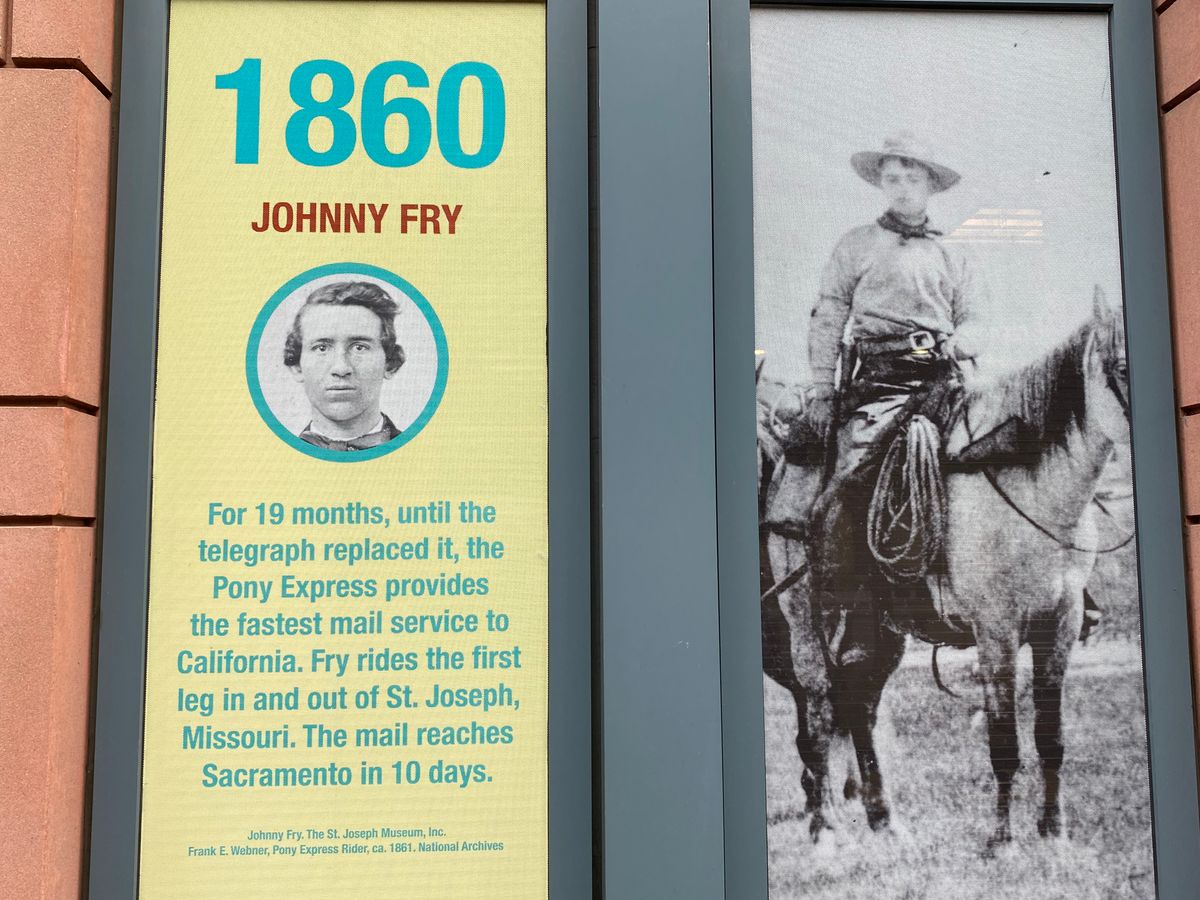 1860
JOHNNY FRY
For 19 months, until the
telegraph replaced it, the
Pony Express provides
the fastest mail service to
California. Fry rides the first
leg in and out of St. Joseph,
Missouri. The mail reaches
Sacramento in 10 days.
Johnny Fry. The St. Joseph Museum, Inc.
Frank E. Webner, Pony Express Rider, ca. 1861. National Archives